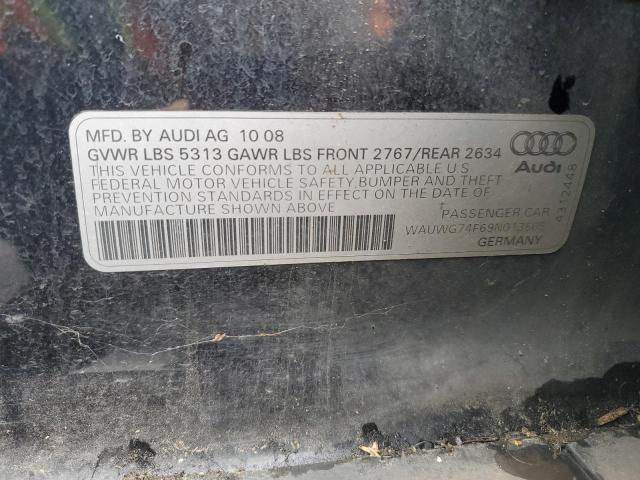 MFD. BY AUDI AG 10 08
GVWR LBS 5313 GAWR LBS FRONT 2767/REAR 2634
THIS VEHICLE CONFORMS TO ALL APPLICABLE U S
FEDERAL MOTOR VEHICLE SAFETY, BUMPER AND THEFT
PREVENTION STANDARDS IN EFFECT ON THE DATE OF
MANUFACTURE SHOWN ABOVE
Audi
4312448
PASSENGER CAR
GERMANY